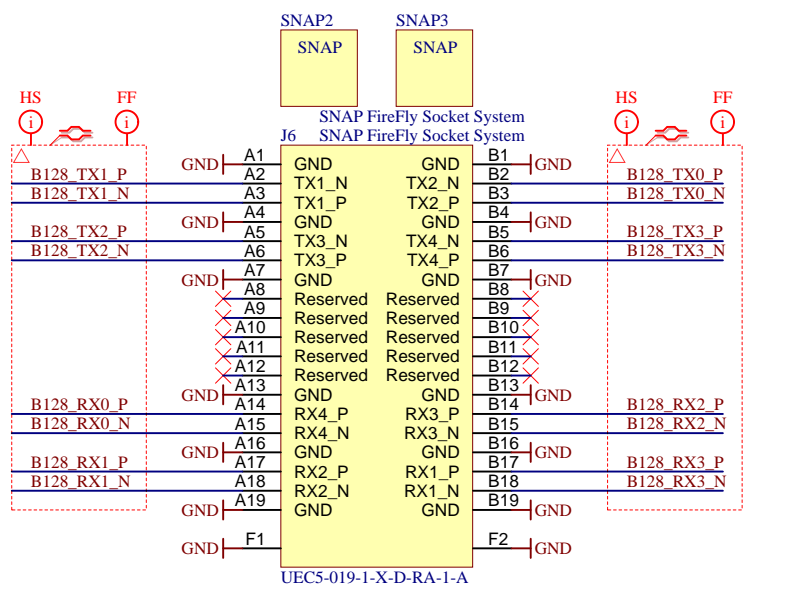 SNAP2 SNAP3
SNAP SNAP
HS FF HS FF
i i i i
SNAP FireFly Socket System
J6 SNAP FireFly Socket System
GND A1 GND GND B1 GND
B128_TX1_P A2 TX1_N TX2_N B2 B128_TX0_P
B128_TX1_N A3 TX1_P TX2_P B3 B128_TX0_N
GND A4 GND GND B4 GND
B128_TX2_P A5 TX3_N TX4_N B5 B128_TX3_P
B128_TX2_N A6 TX3_P TX4_P B6 B128_TX3_N
GND A7 GND GND B7 GND
A8 Reserved Reserved B8
A9 Reserved Reserved B9
A10 Reserved Reserved B10
A11 Reserved Reserved B11
A12 Reserved Reserved B12
GND A13 GND GND B13 GND
B128_RX0_P A14 RX4_P RX3_P B14 B128_RX2_P
B128_RX0_N A15 RX4_N RX3_N B15 B128_RX2_N
GND A16 GND GND B16 GND
B128_RX1_P A17 RX2_P RX1_P B17 B128_RX3_P
B128_RX1_N A18 RX2_N RX1_N B18 B128_RX3_N
GND A19 GND GND B19 GND
GND F1 F2 GND
UEC5-019-1-X-D-RA-1-A